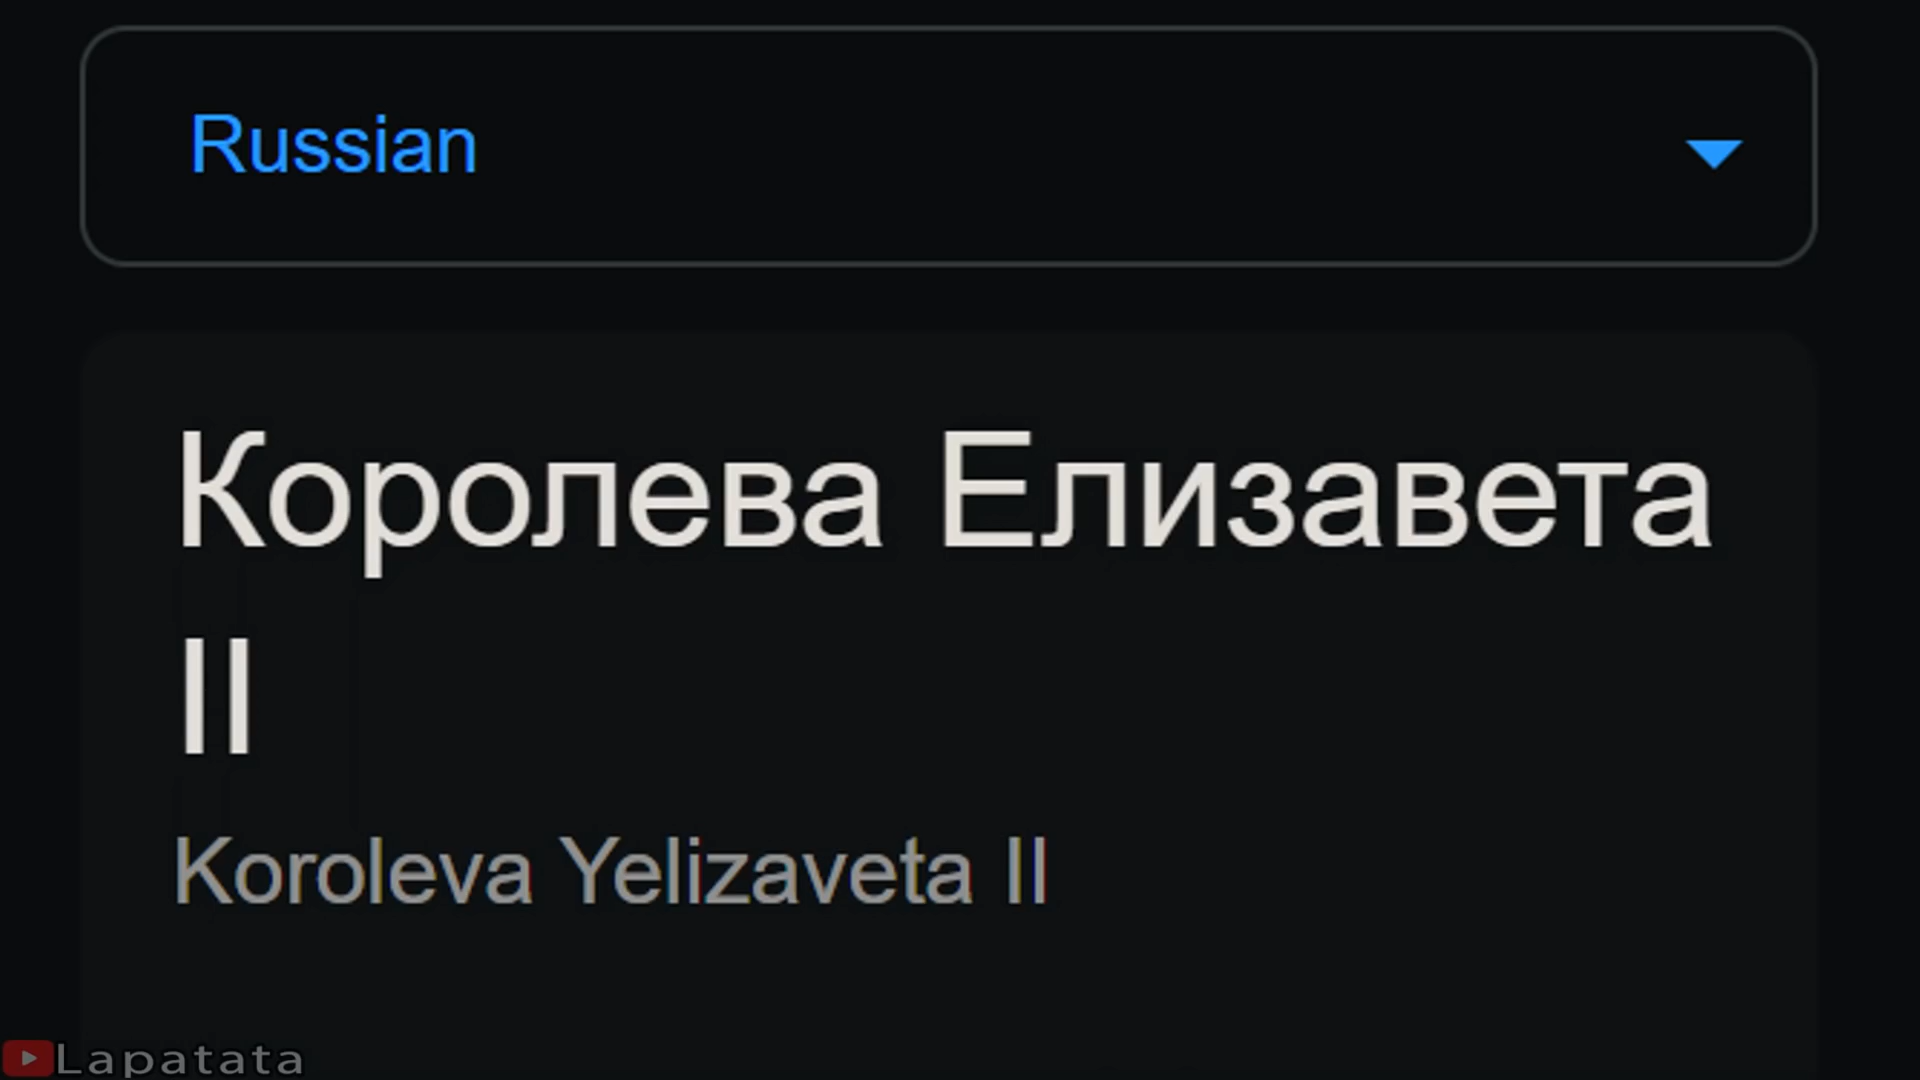 Russian
Королева Елизавета
II
Koroleva Yelizaveta II
Lapatata